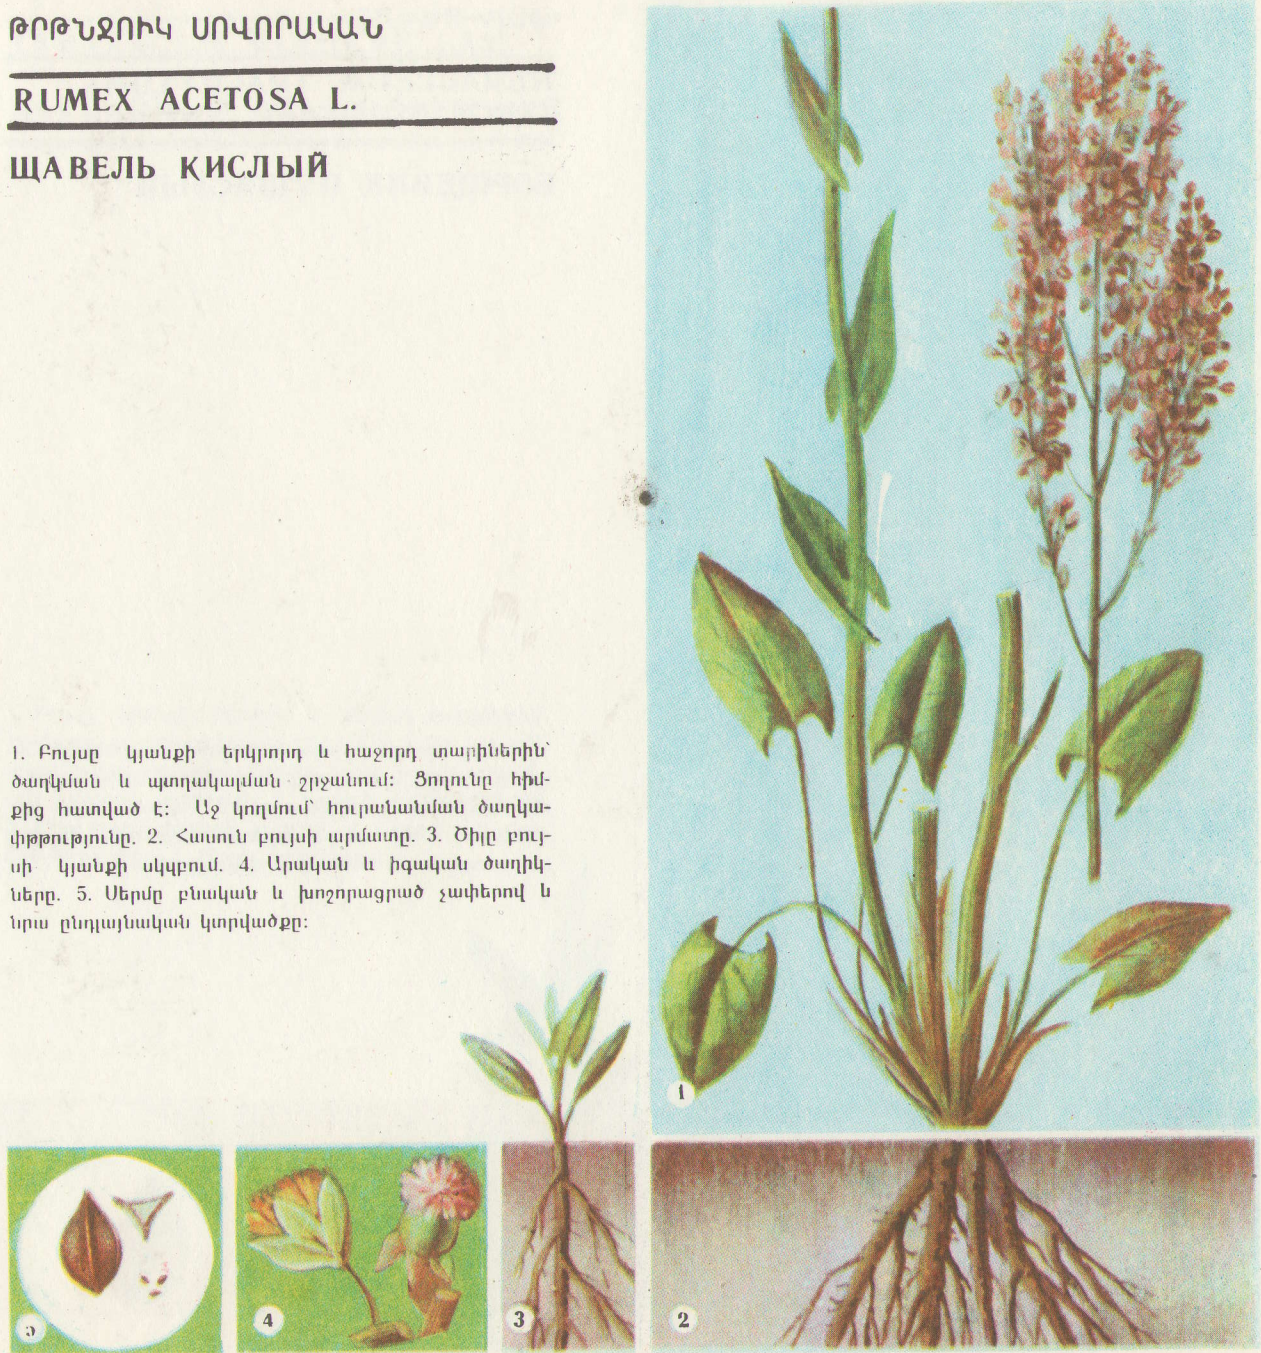 ԹՐԹՆՋՈՒԿ ՍՈՎՈՐԱԿԱՆ
RUMEX ACETOSA L.
ЩАВЕЛЬ КИСЛЫЙ
1. Բույսը կյանքի երկրորդ և հաջորդ տարիներին՝
ծաղկման և պտղակալման շրջանում։ Ցողունը հիմ-
քից հատված է։ Աջ կողմում՝ հուրանանման ծաղկա-
փթթությունը. 2. Հասուն բույսի արմատը. 3. Ծիլը բույ-
սի կյանքի սկզբում. 4. Արական և իգական ծաղիկ-
ները. 5. Սերմը բնական և խոշորացրած չափերով և
նրա ընդլայնական կտրվածքը։
1
5
4
3
2